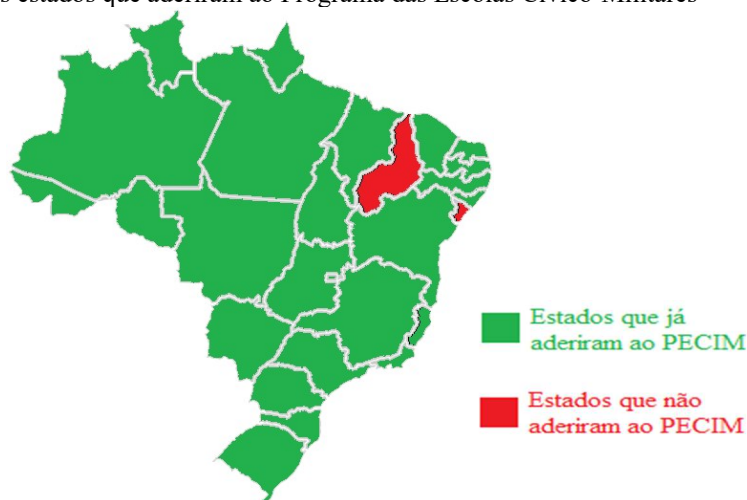 s estados que aderiram ao Programa das Escolas Cívico-Militares
Estados que já
aderiram ao PECIM
Estados que não
aderiram ao PECIM